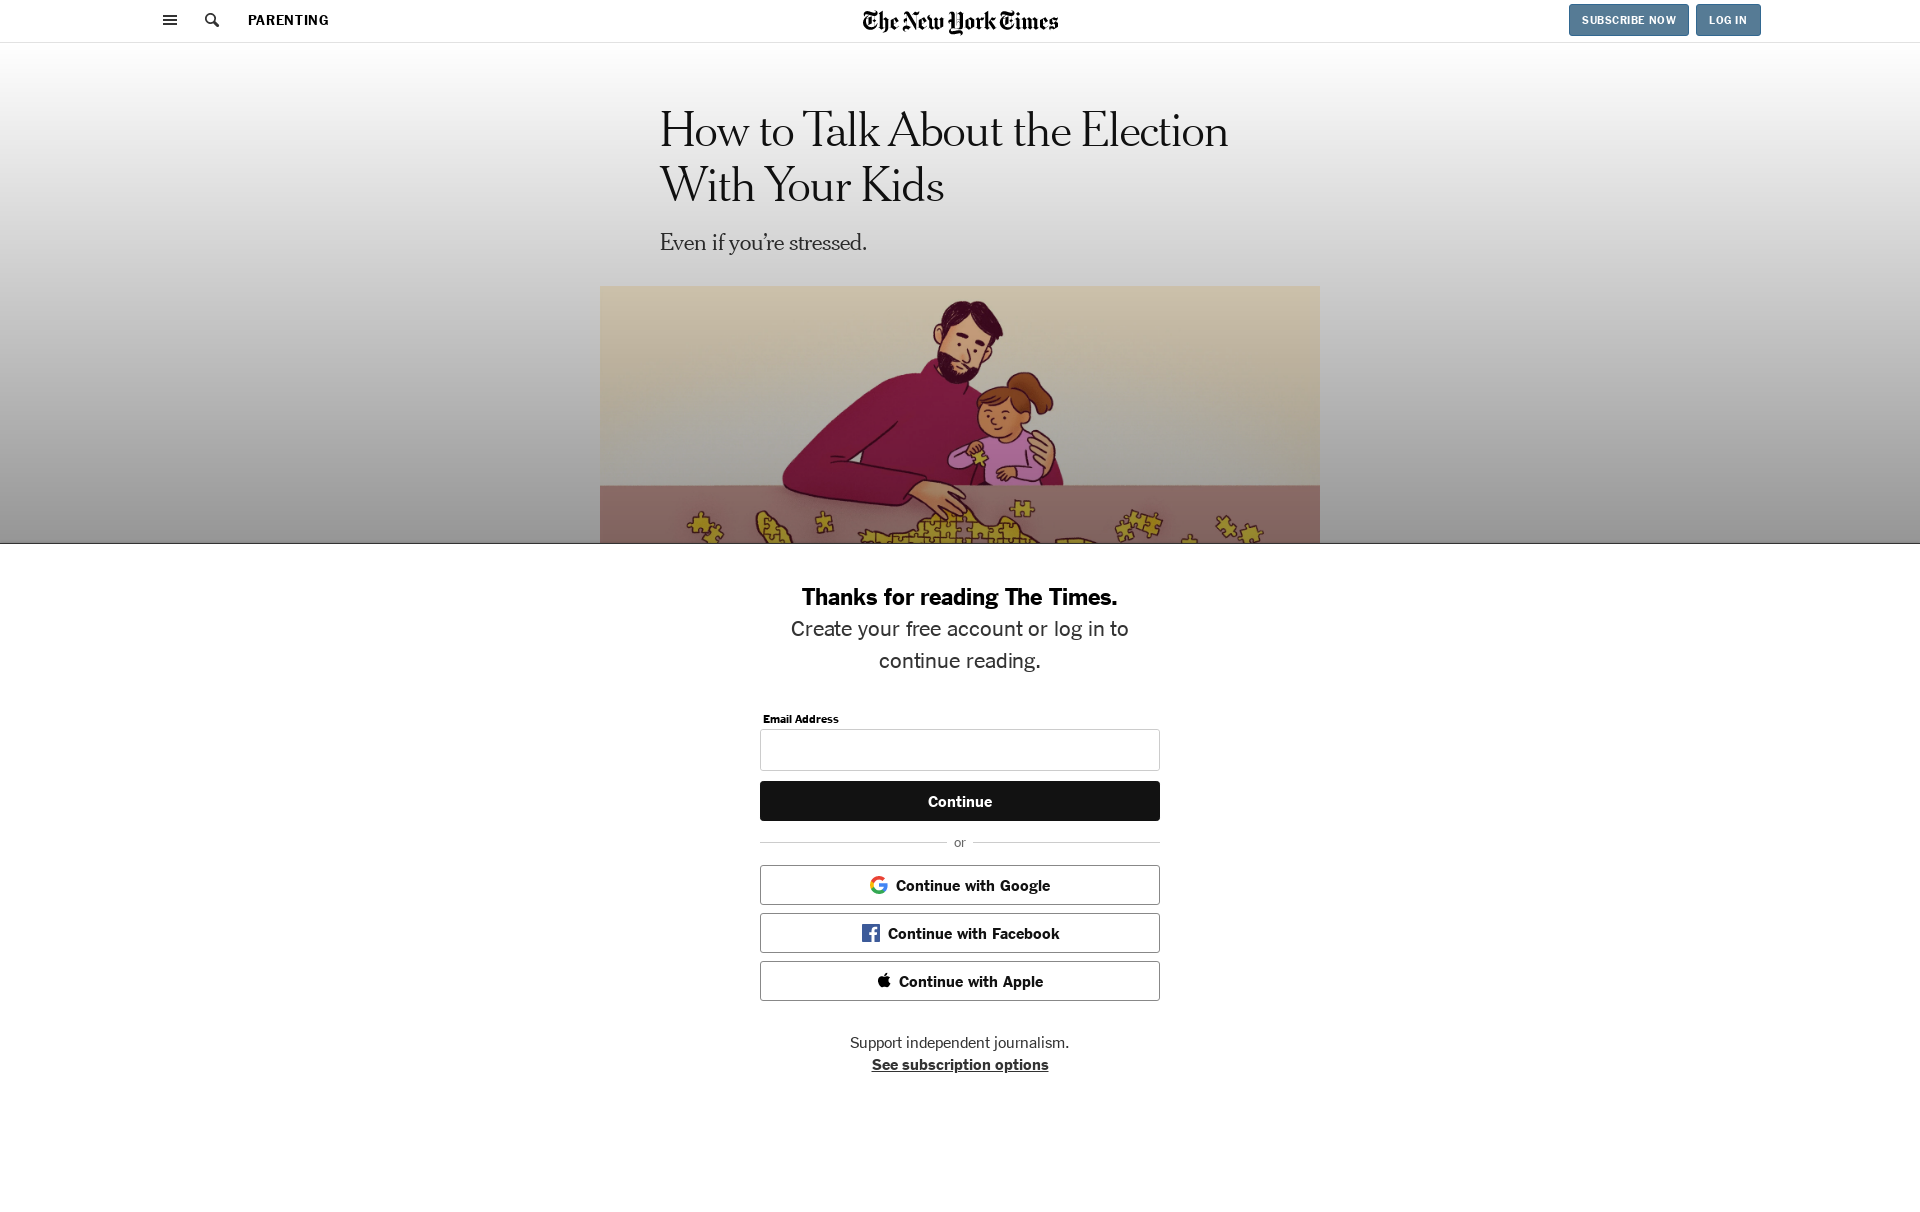 PARENTING
The New York Times
SUBSCRIBE NOW
LOG IN
How to Talk About the Election
With Your Kids
Even if you’re stressed.
Thanks for reading The Times.
Create your free account or log in to
continue reading.
Email Address
Continue
or
Continue with Google
Continue with Facebook
Continue with Apple
Support independent journalism.
See subscription options